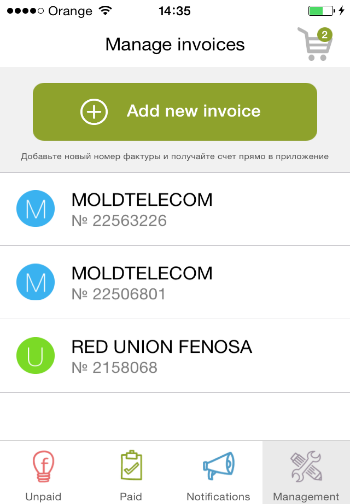 Orange 14:35
Manage invoices
2
Add new invoice
Добавьте новый номер фактуры и получайте счет прямо в приложение
M
MOLDTELECOM
№ 22563226
M
MOLDTELECOM
№ 22506801
U
RED UNION FENOSA
№ 2158068
Unpaid Paid Notifications Management